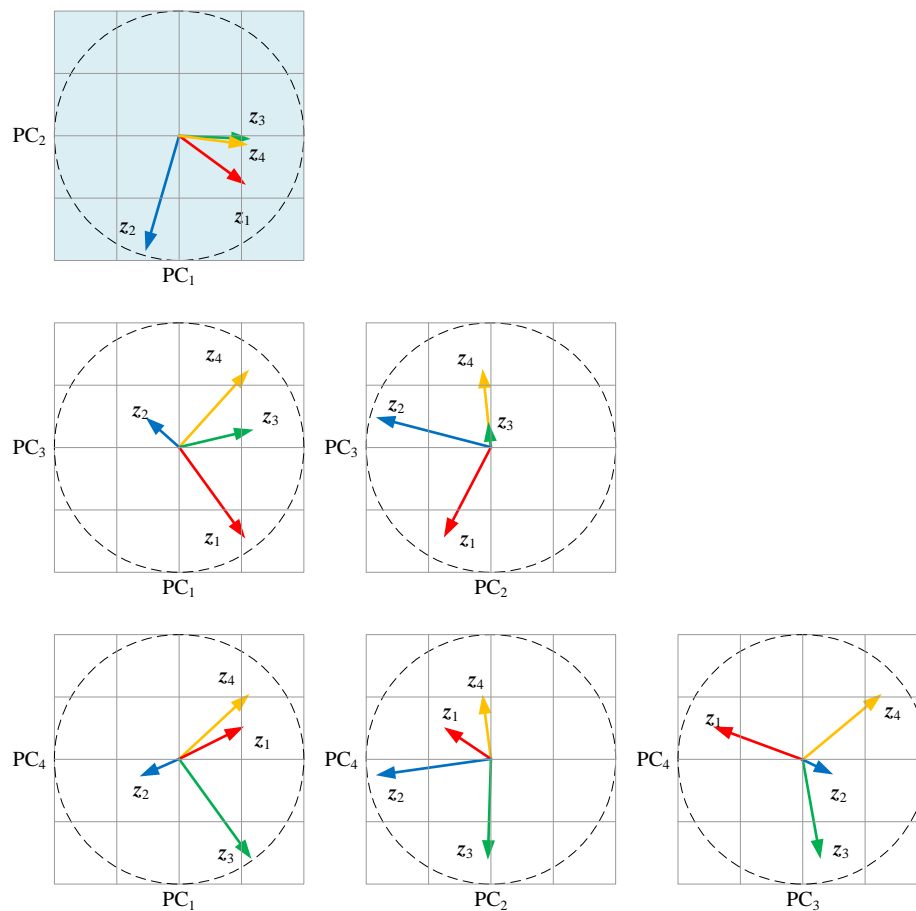 z₃
PC₂
z₄
z₂
z₁
PC₁
z₄
z₄
z₂
z₃
z₂
z₃
PC₃
PC₃
z₁
z₁
PC₁
PC₂
z₄
z₄
z₁
z₁
z₁
z₄
PC₄
PC₄
PC₄
z₂
z₂
z₂
z₃
z₃
z₃
PC₁
PC₂
PC₃